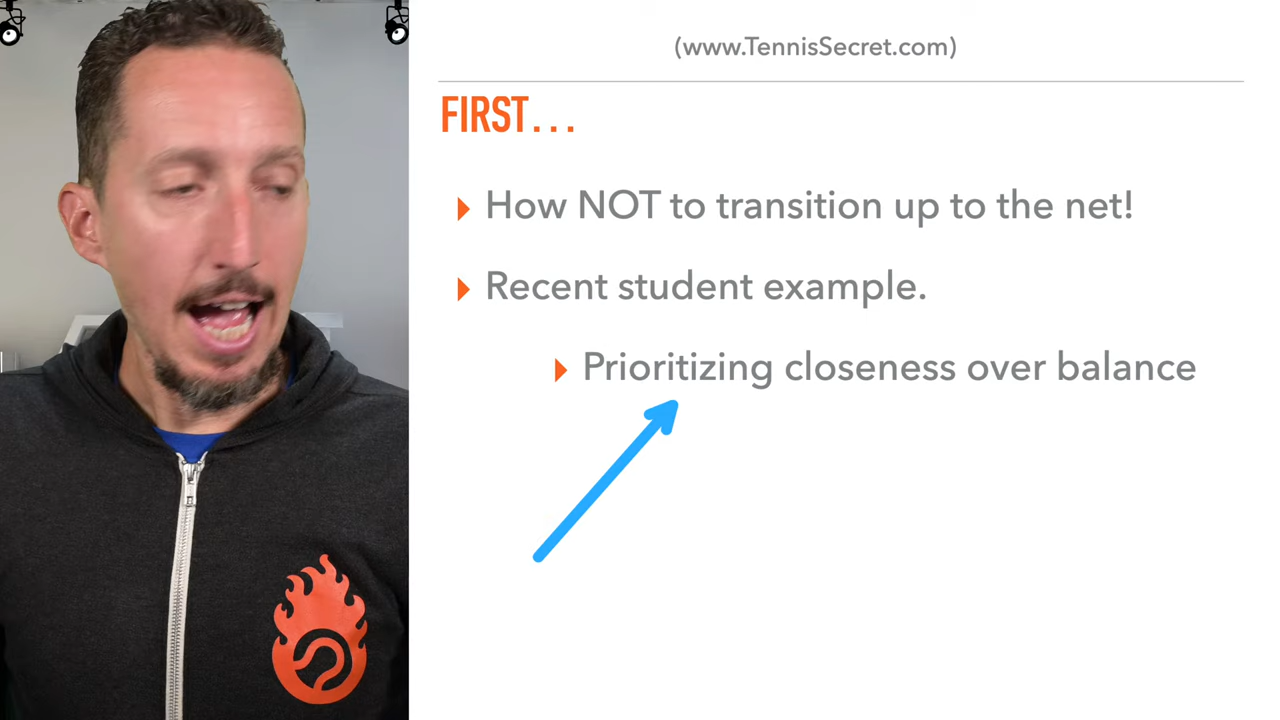 (www.TennisSecret.com)
FIRST...
How NOT to transition up to the net!
Recent student example.
Prioritizing closeness over balance